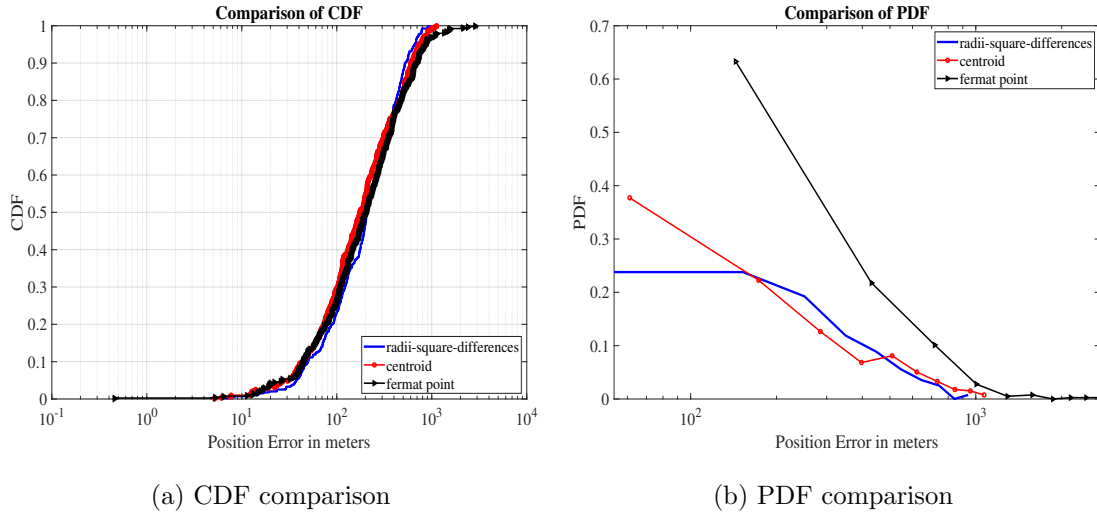 Comparison of CDF
1
0.9
0.8
0.7
0.6
0.5
0.4
0.3
0.2
0.1
0
CDF
radii-square-differences
centroid
fermat point
10^-1
10^0
10^1
10^2
10^3
10^4
Position Error in meters
(a) CDF comparison
Comparison of PDF
0.7
0.6
0.5
0.4
0.3
0.2
0.1
0
PDF
radii-square-differences
centroid
fermat point
10^2
10^3
Position Error in meters
(b) PDF comparison